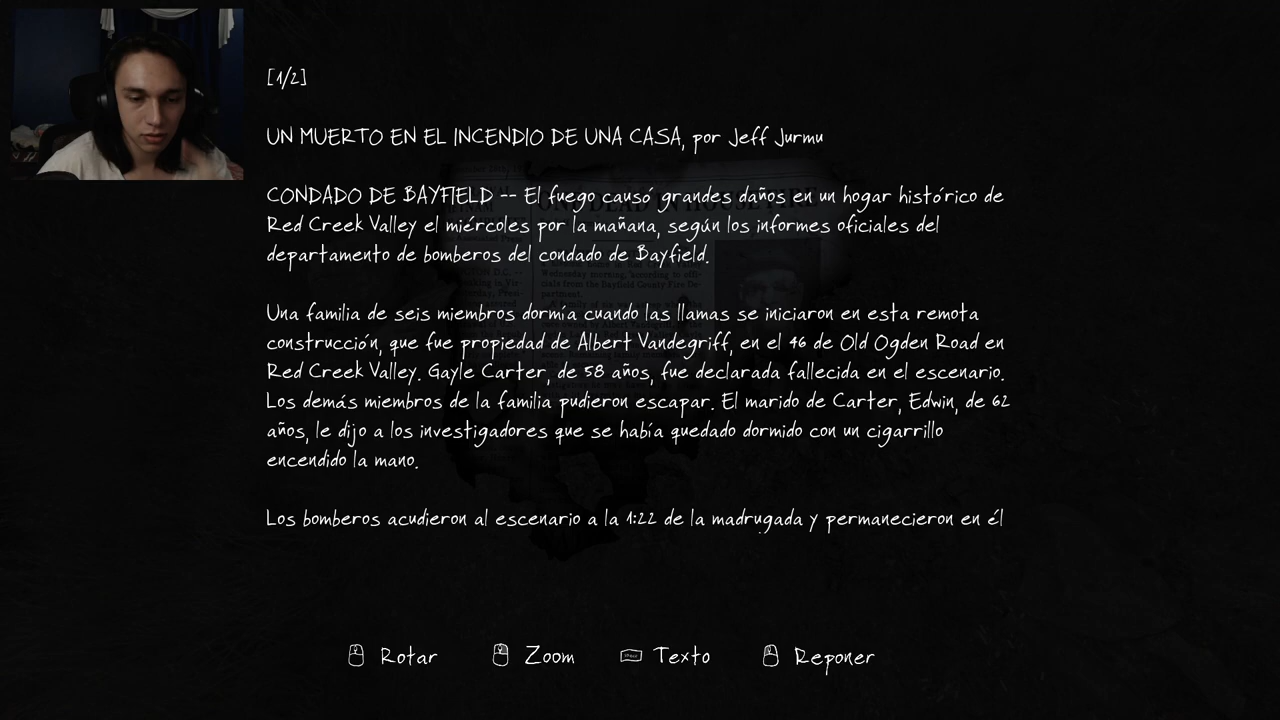 [1/2]
UN MUERTO EN EL INCENDIO DE UNA CASA, por Jeff Jurmu
CONDADO DE BAYFIELD -- El fuego causó grandes daños en un hogar histórico de
Red Creek Valley el miércoles por la mañana, según los informes oficiales del
departamento de bomberos del condado de Bayfield.
Una familia de seis miembros dormía cuando las llamas se iniciaron en esta remota
construcción, que fue propiedad de Albert Vandegriff, en el 46 de Old Ogden Road en
Red Creek Valley. Gayle Carter, de 58 años, fue declarada fallecida en el escenario.
Los demás miembros de la familia pudieron escapar. El marido de Carter, Edwin, de 62
años, le dijo a los investigadores que se había quedado dormido con un cigarrillo
encendido la mano.
Los bomberos acudieron al escenario a la 1:22 de la madrugada y permanecieron en él
Rotar Zoom Texto Reponer